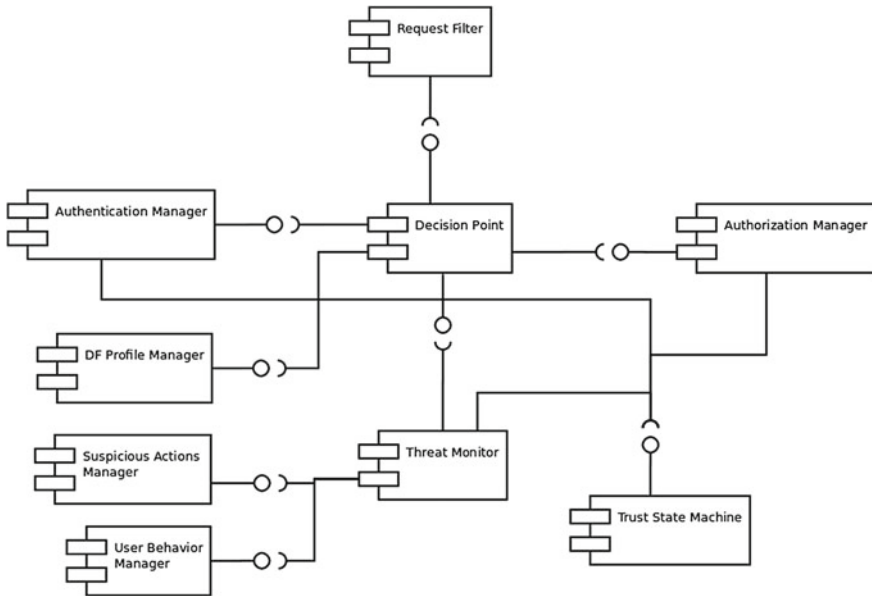 Request Filter
Authentication Manager
Decision Point
Authorization Manager
DF Profile Manager
Suspicious Actions
Manager
Threat Monitor
User Behavior
Manager
Trust State Machine